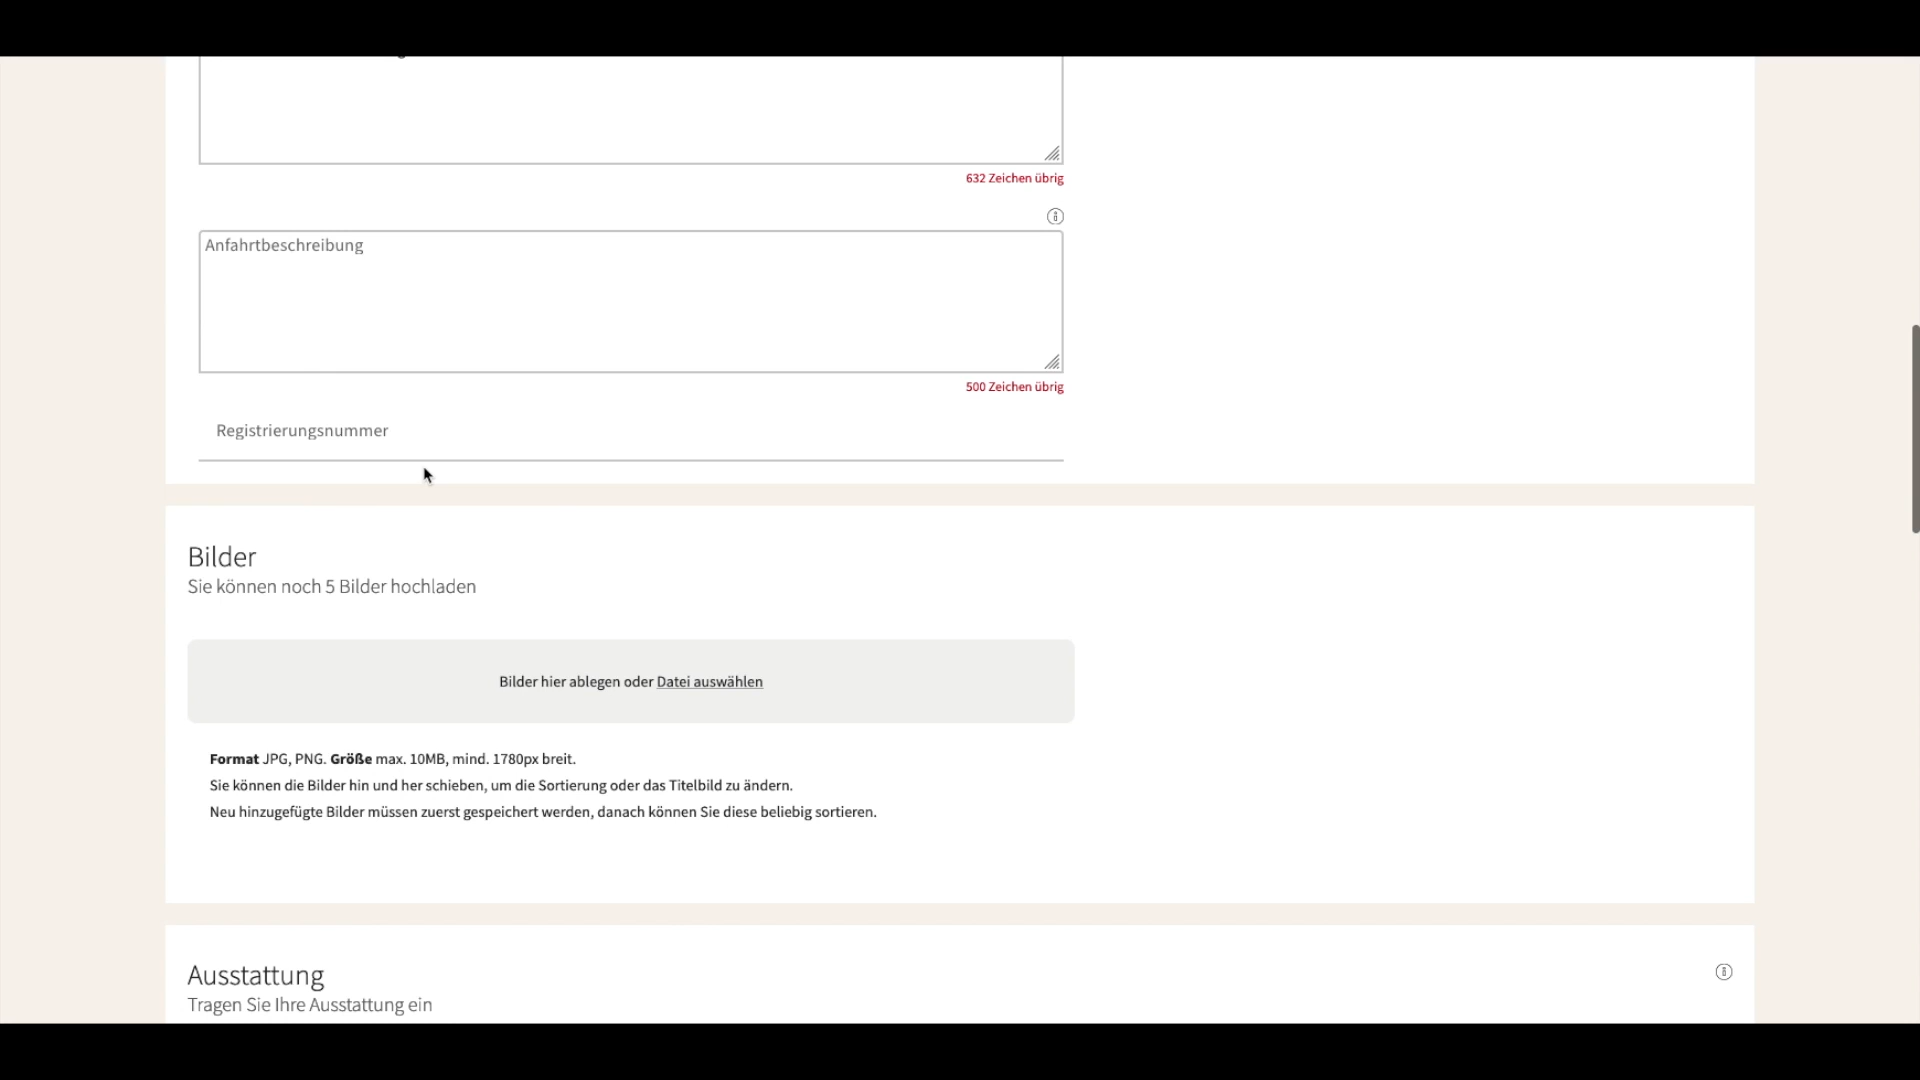 632 Zeichen übrig
Anfahrtbeschreibung
500 Zeichen übrig
Registrierungsnummer
Bilder
Sie können noch 5 Bilder hochladen
Bilder hier ablegen oder Datei auswählen
Format JPG, PNG. Größe max. 10MB, mind. 1780px breit.
Sie können die Bilder hin und her schieben, um die Sortierung oder das Titelbild zu ändern.
Neu hinzugefügte Bilder müssen zuerst gespeichert werden, danach können Sie diese beliebig sortieren.
Ausstattung
Tragen Sie Ihre Ausstattung ein